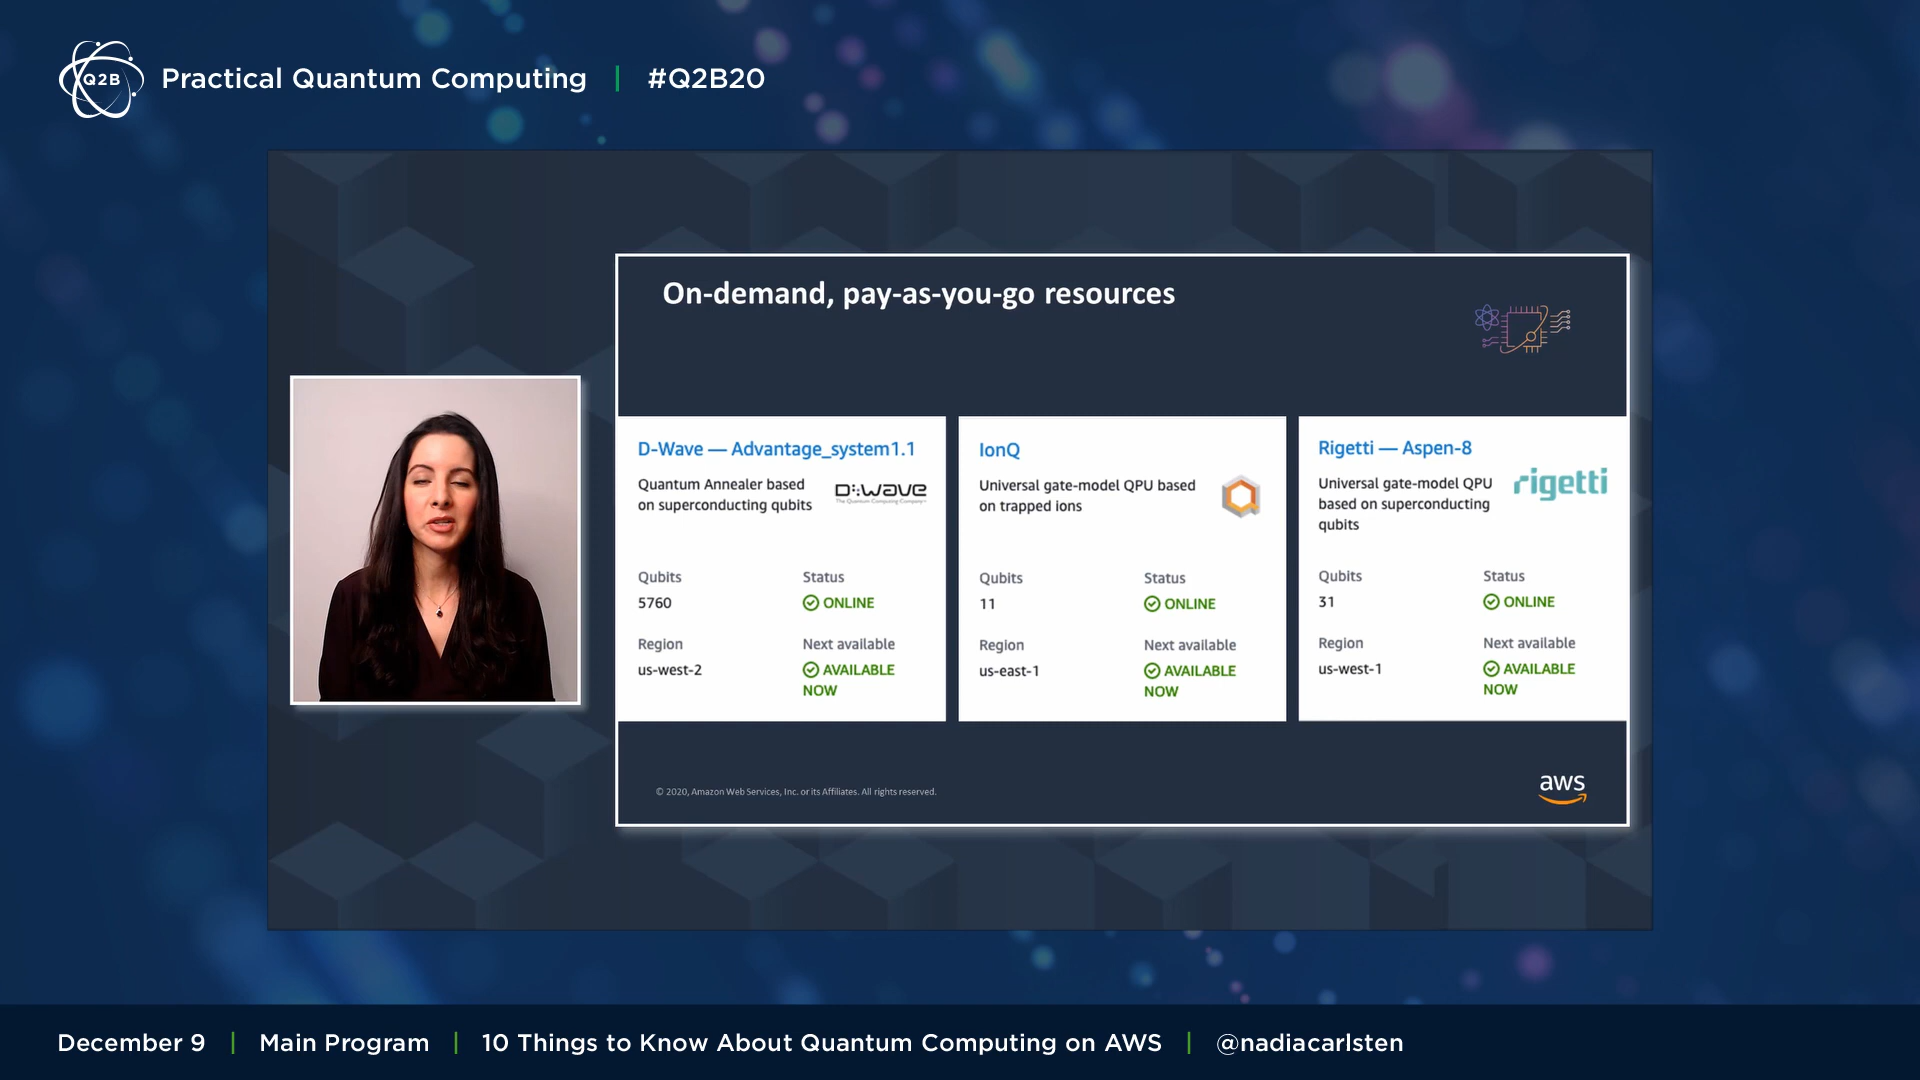 Q2B
Practical Quantum Computing | #Q2B20
On-demand, pay-as-you-go resources
D-Wave — Advantage_system1.1
Quantum Annealer based
on superconducting qubits
D:wave
The Quantum Computing Company
Qubits
Status
5760
ONLINE
Region
Next available
us-west-2
AVAILABLE
NOW
IonQ
Universal gate-model QPU based
on trapped ions
Qubits
Status
11
ONLINE
Region
Next available
us-east-1
AVAILABLE
NOW
Rigetti — Aspen-8
Universal gate-model QPU
based on superconducting
qubits
rigetti
Qubits
Status
31
ONLINE
Region
Next available
us-west-1
AVAILABLE
NOW
© 2020, Amazon Web Services, Inc. or its Affiliates. All rights reserved.
aws
December 9 | Main Program | 10 Things to Know About Quantum Computing on AWS | @nadiacarlsten